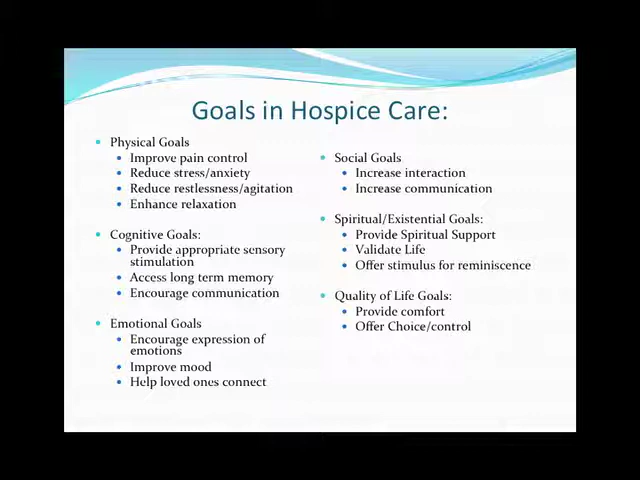 Goals in Hospice Care:
Physical Goals
Improve pain control
Reduce stress/anxiety
Reduce restlessness/agitation
Enhance relaxation
Cognitive Goals:
Provide appropriate sensory
stimulation
Access long term memory
Encourage communication
Emotional Goals
Encourage expression of
emotions
Improve mood
Help loved ones connect
Social Goals
Increase interaction
Increase communication
Spiritual/Existential Goals:
Provide Spiritual Support
Validate Life
Offer stimulus for reminiscence
Quality of Life Goals:
Provide comfort
Offer Choice/control